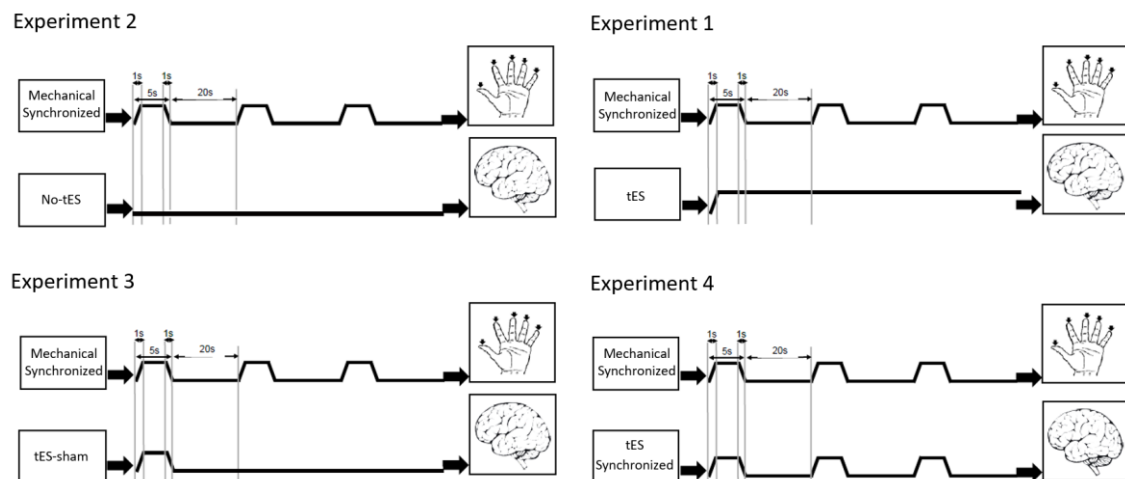 Experiment 2
1s 1s
5s 20s
Mechanical
Synchronized
No-tES
Experiment 1
1s 1s
5s 20s
Mechanical
Synchronized
tES
Experiment 3
1s 1s
5s 20s
Mechanical
Synchronized
tES-sham
Experiment 4
1s 1s
5s 20s
Mechanical
Synchronized
tES
Synchronized